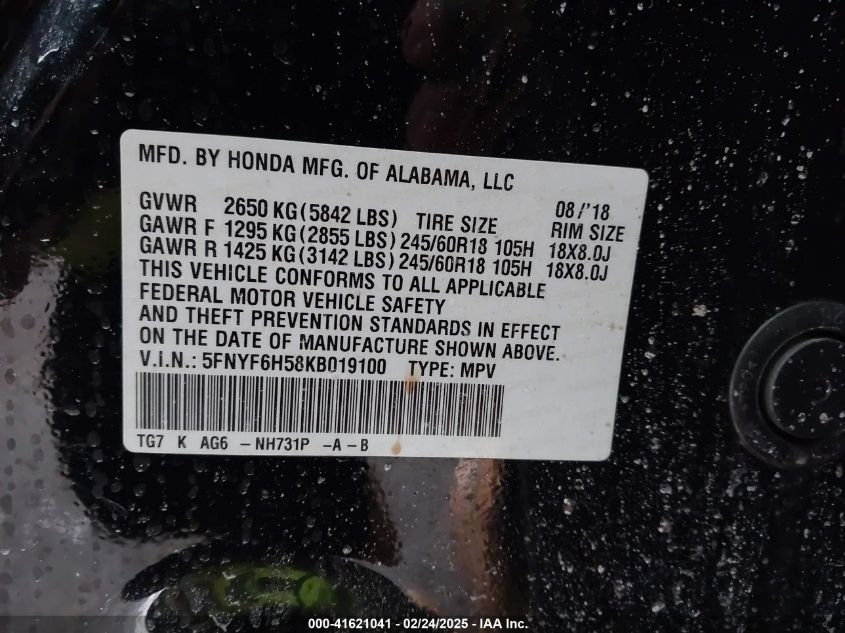 MFD. BY HONDA MFG. OF ALABAMA, LLC
08/'18
GVWR 2650 KG(5842 LBS) TIRE SIZE RIM SIZE
GAWR F 1295 KG(2855 LBS) 245/60R18 105H 18X8.0J
GAWR R 1425 KG(3142 LBS) 245/60R18 105H 18X8.0J
THIS VEHICLE CONFORMS TO ALL APPLICABLE
FEDERAL MOTOR VEHICLE SAFETY
AND THEFT PREVENTION STANDARDS IN EFFECT
ON THE DATE OF MANUFACTURE SHOWN ABOVE.
V.I.N.: 5FNYF6H58KB019100 TYPE: MPV
TG7 K AG6 -NH731P -A-B
000-41621041 - 02/24/2025 - IAA Inc.